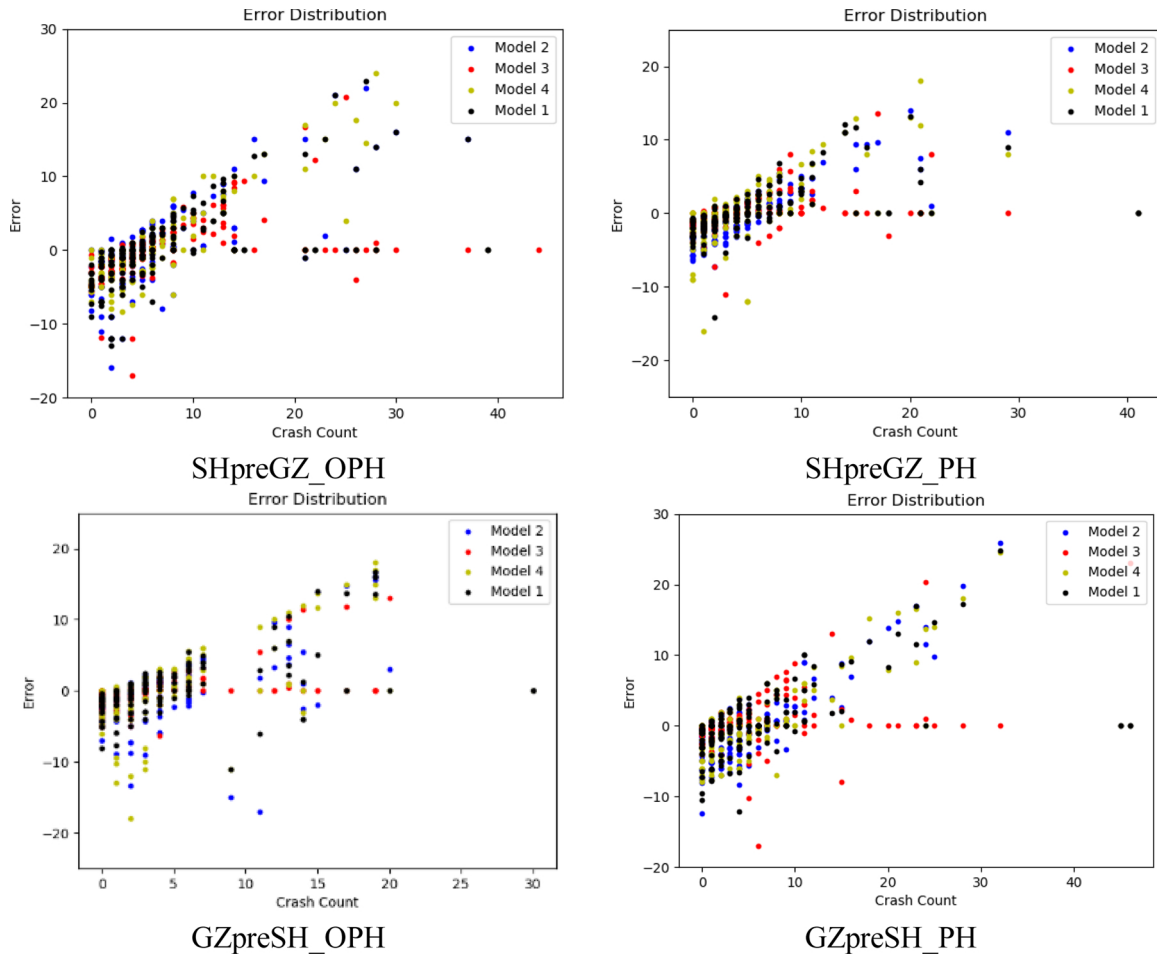 Error Distribution
30
20
10
0
−10
−20
Error
0 10 20 30 40
Crash Count
Model 2
Model 3
Model 4
Model 1
SHpreGZ_OPH
Error Distribution
20
10
0
−10
−20
Error
0 10 20 30 40
Crash Count
Model 2
Model 3
Model 4
Model 1
SHpreGZ_PH
Error Distribution
20
10
0
−10
−20
Error
0 5 10 15 20 25 30
Crash Count
Model 2
Model 3
Model 4
Model 1
GZpreSH_OPH
Error Distribution
30
20
10
0
−10
−20
Error
0 10 20 30 40
Crash Count
Model 2
Model 3
Model 4
Model 1
GZpreSH_PH